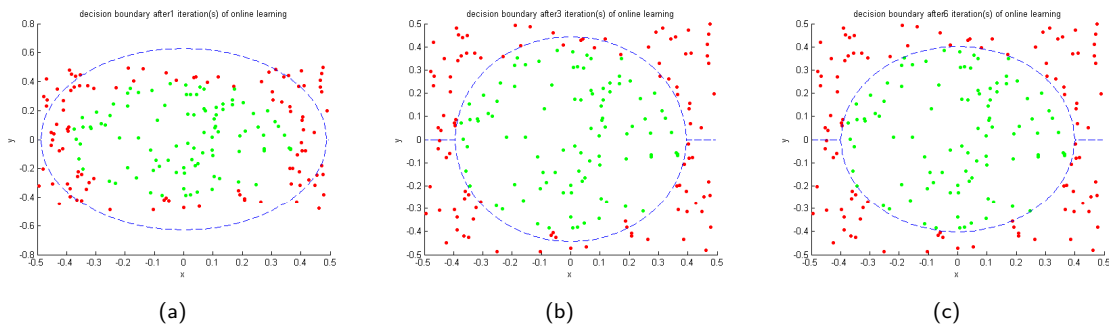 decision boundary after1 iteration(s) of online learning
0.8
0.6
0.4
0.2
0
-0.2
-0.4
-0.6
-0.8
y
-0.5 -0.4 -0.3 -0.2 -0.1 0 0.1 0.2 0.3 0.4 0.5
x
(a)
decision boundary after3 iteration(s) of online learning
0.5
0.4
0.3
0.2
0.1
0
-0.1
-0.2
-0.3
-0.4
-0.5
y
-0.5 -0.4 -0.3 -0.2 -0.1 0 0.1 0.2 0.3 0.4 0.5
x
(b)
decision boundary after6 iteration(s) of online learning
0.5
0.4
0.3
0.2
0.1
0
-0.1
-0.2
-0.3
-0.4
-0.5
y
-0.5 -0.4 -0.3 -0.2 -0.1 0 0.1 0.2 0.3 0.4 0.5
x
(c)